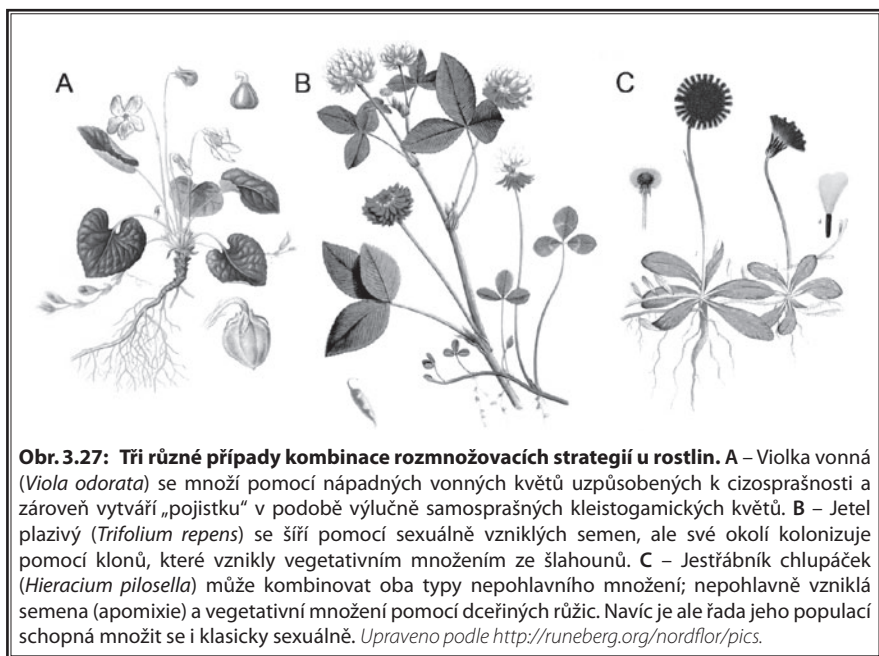 A
B
C
Obr. 3.27: Tři různé případy kombinace rozmnožovacích strategií u rostlin. A – Violka vonná
(Viola odorata) se množí pomocí nápadných vonných květů uzpůsobených k cizosprašnosti a
zároveň vytváří „pojistku“ v podobě výlučně samosprašných kleistogamických květů. B – Jetel
plazivý (Trifolium repens) se šíří pomocí sexuálně vzniklých semen, ale své okolí kolonizuje
pomocí klonů, které vznikly vegetativním množením ze šlahounů. C – Jestřábník chlupáček
(Hieracium pilosella) může kombinovat oba typy nepohlavního množení; nepohlavně vzniklá
semena (apomixie) a vegetativní množení pomocí dceřiných růžic. Navíc je ale řada jeho populací
schopná množit se i klasicky sexuálně. Upraveno podle http://runeberg.org/nordflor/pics.